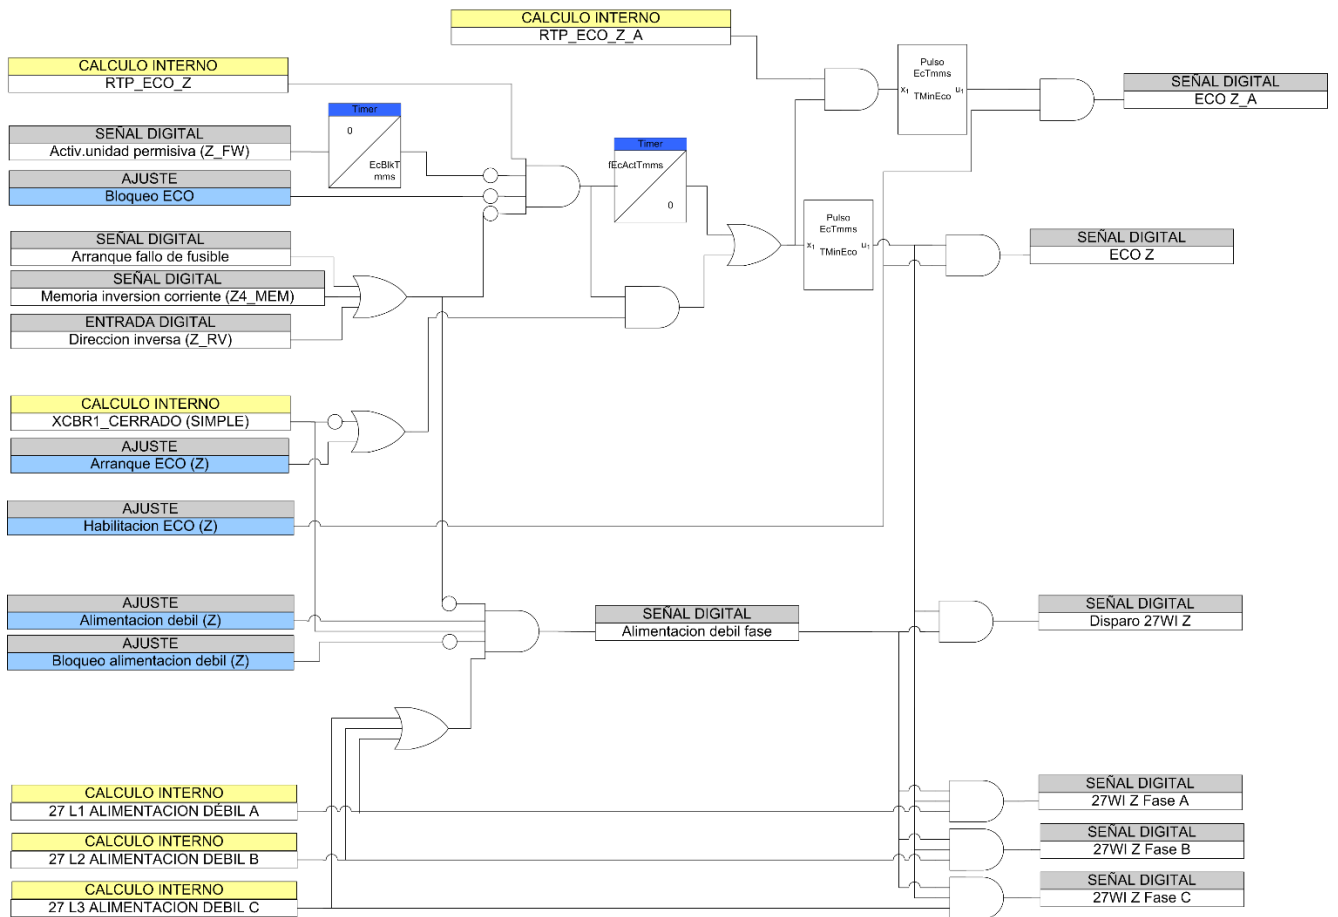 CALCULO INTERNO
RTP_ECO_Z_A
CALCULO INTERNO
RTP_ECO_Z
Pulso
EcTmms
x1 u1
TMinEco
SEÑAL DIGITAL
ECO Z_A
Timer
0
EcBlkT
mms
SEÑAL DIGITAL
Activ.unidad permisiva (Z_FW)
Timer
fEcActTmms
0
AJUSTE
Bloqueo ECO
Pulso
EcTmms
x1 u1
TMinEco
SEÑAL DIGITAL
Arranque fallo de fusible
SEÑAL DIGITAL
ECO Z
SEÑAL DIGITAL
Memoria inversion corriente (Z4_MEM)
ENTRADA DIGITAL
Direccion inversa (Z_RV)
CALCULO INTERNO
XCBR1_CERRADO (SIMPLE)
AJUSTE
Arranque ECO (Z)
AJUSTE
Habilitacion ECO (Z)
AJUSTE
Alimentacion debil (Z)
SEÑAL DIGITAL
Alimentacion debil fase
SEÑAL DIGITAL
Disparo 27WI Z
AJUSTE
Bloqueo alimentacion debil (Z)
CALCULO INTERNO
27 L1 ALIMENTACION DÉBIL A
SEÑAL DIGITAL
27WI Z Fase A
CALCULO INTERNO
27 L2 ALIMENTACION DEBIL B
SEÑAL DIGITAL
27WI Z Fase B
CALCULO INTERNO
27 L3 ALIMENTACION DEBIL C
SEÑAL DIGITAL
27WI Z Fase C